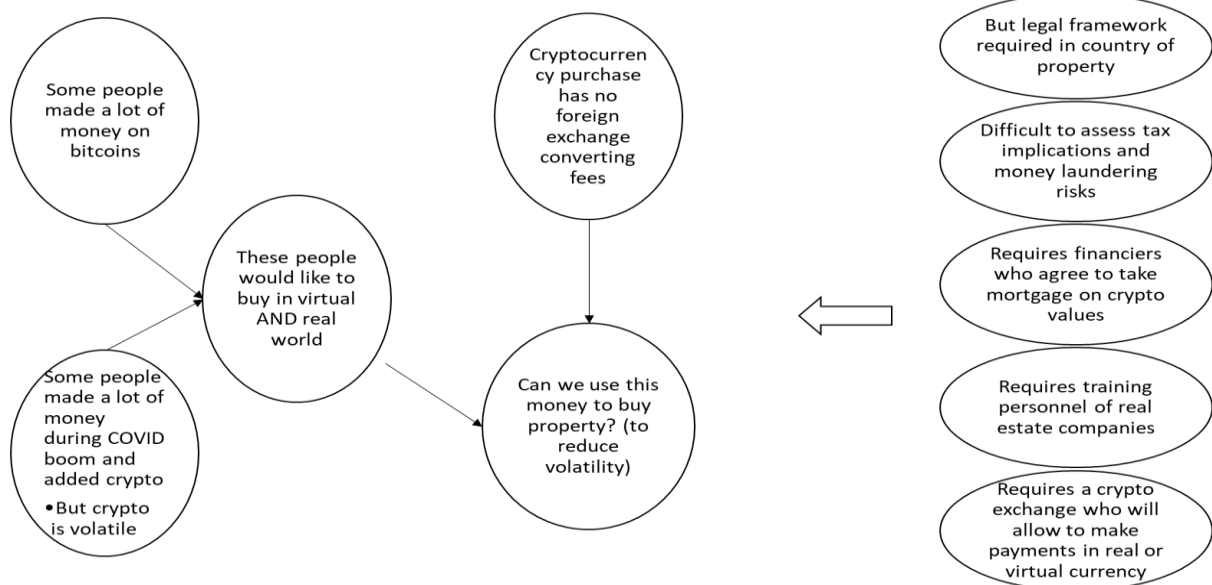 Some people
made a lot of
money on
bitcoins
Some people
made a lot of
money
during COVID
boom and
added crypto
•But crypto
is volatile
These people
would like to
buy in virtual
AND real
world
Cryptocurren
cy purchase
has no
foreign
exchange
converting
fees
Can we use this
money to buy
property? (to
reduce
volatility)
But legal framework
required in country of
property
Difficult to assess tax
implications and
money laundering
risks
Requires financiers
who agree to take
mortgage on crypto
values
Requires training
personnel of real
estate companies
Requires a crypto
exchange who will
allow to make
payments in real or
virtual currency